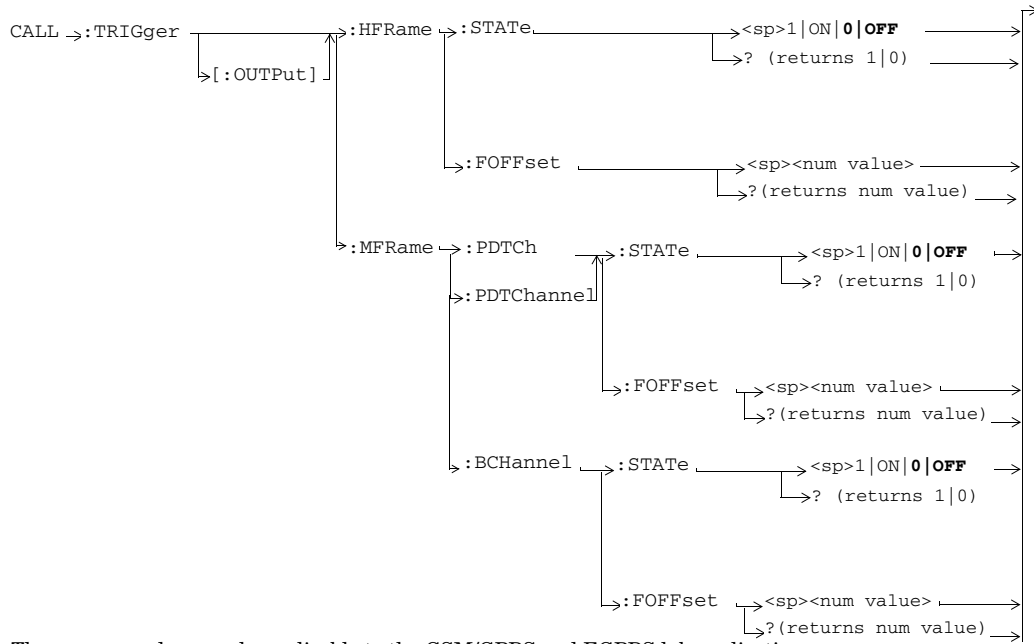 CALL :TRIGger :HFRame :STATe <sp>1|ON|0|OFF
[:OUTPut] ? (returns 1|0)
:FOFFset <sp><num value>
?(returns num value)
:MFRame :PDTCh :STATe <sp>1|ON|0|OFF
:PDTChannel ? (returns 1|0)
:FOFFset <sp><num value>
?(returns num value)
:BCHannel :STATe <sp>1|ON|0|OFF
? (returns 1|0)
:FOFFset <sp><num value>
?(returns num value)